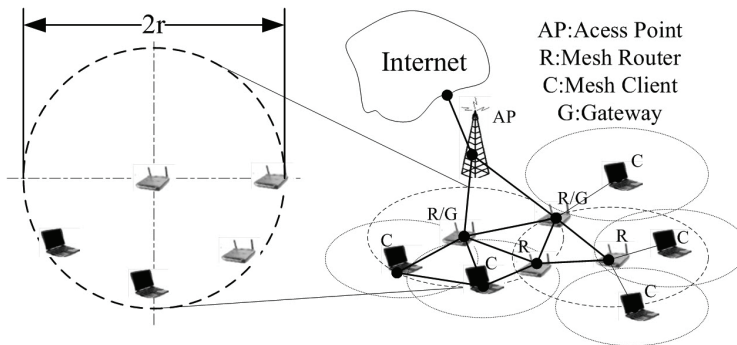 2r
Internet
AP:Acess Point
R:Mesh Router
C:Mesh Client
G:Gateway
AP
C
R/G
R/G
C
C
R
R
C
C